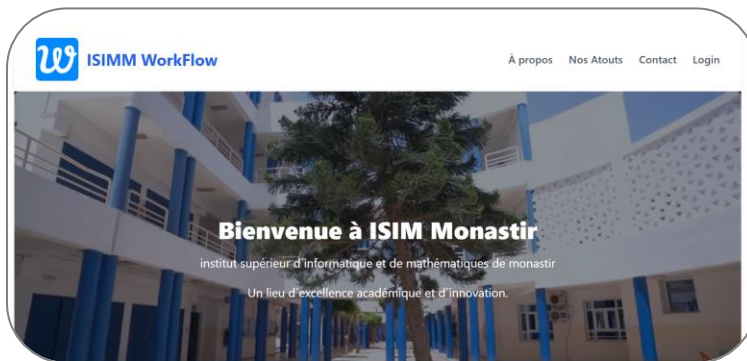 W
ISIMM WorkFlow
À propos Nos Atouts Contact Login
Bienvenue à ISIM Monastir
institut supérieur d'informatique et de mathématiques de monastir
Un lieu d'excellence académique et d'innovation.